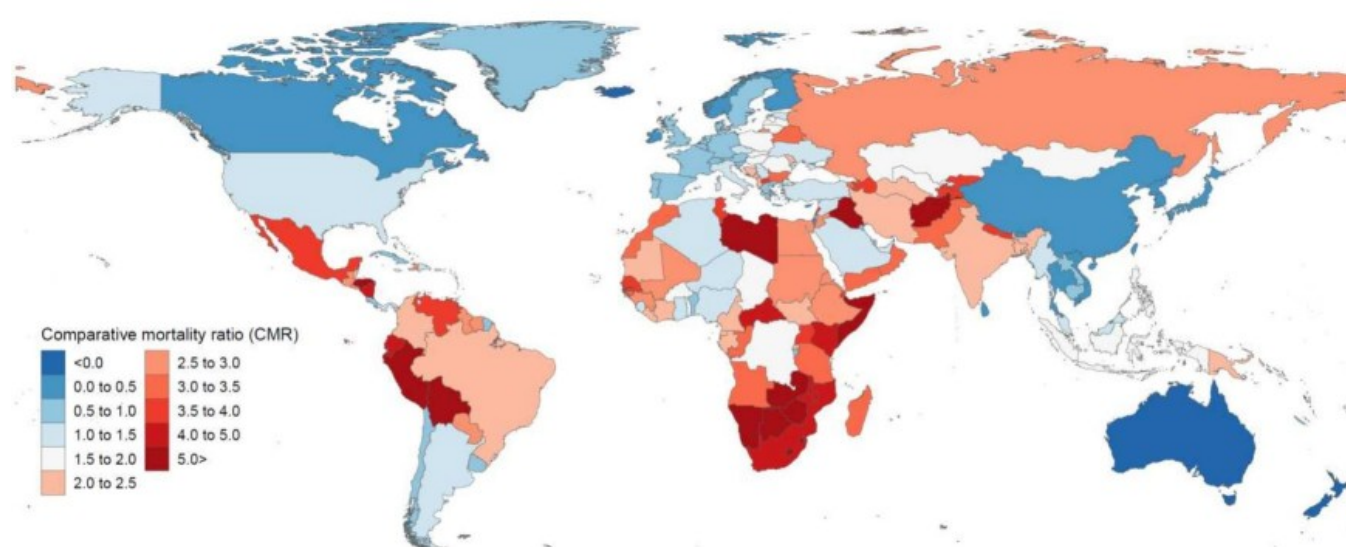 Comparative mortality ratio (CMR)
<0.0
0.0 to 0.5
0.5 to 1.0
1.0 to 1.5
1.5 to 2.0
2.0 to 2.5
2.5 to 3.0
3.0 to 3.5
3.5 to 4.0
4.0 to 5.0
5.0>